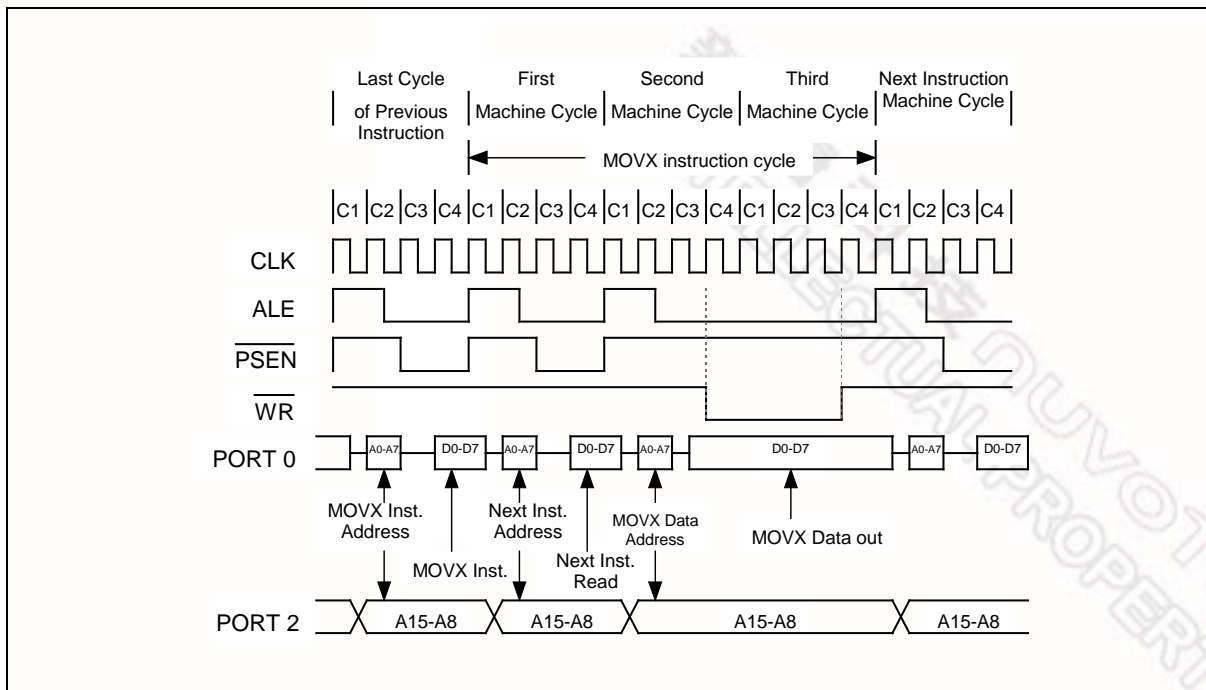 Last Cycle
of Previous
Instruction
First
Machine Cycle
Second
Machine Cycle
Third
Machine Cycle
Next Instruction
Machine Cycle
MOVX instruction cycle
C1 C2 C3 C4 C1 C2 C3 C4 C1 C2 C3 C4 C1 C2 C3 C4 C1 C2 C3 C4
CLK
ALE
PSEN
WR
PORT 0
A0-A7 D0-D7 A0-A7 D0-D7 A0-A7 D0-D7 A0-A7 D0-D7
MOVX Inst.
Address
MOVX Inst.
Next Inst.
Address
Next Inst.
Read
MOVX Data
Address
MOVX Data out
PORT 2
A15-A8 A15-A8 A15-A8 A15-A8